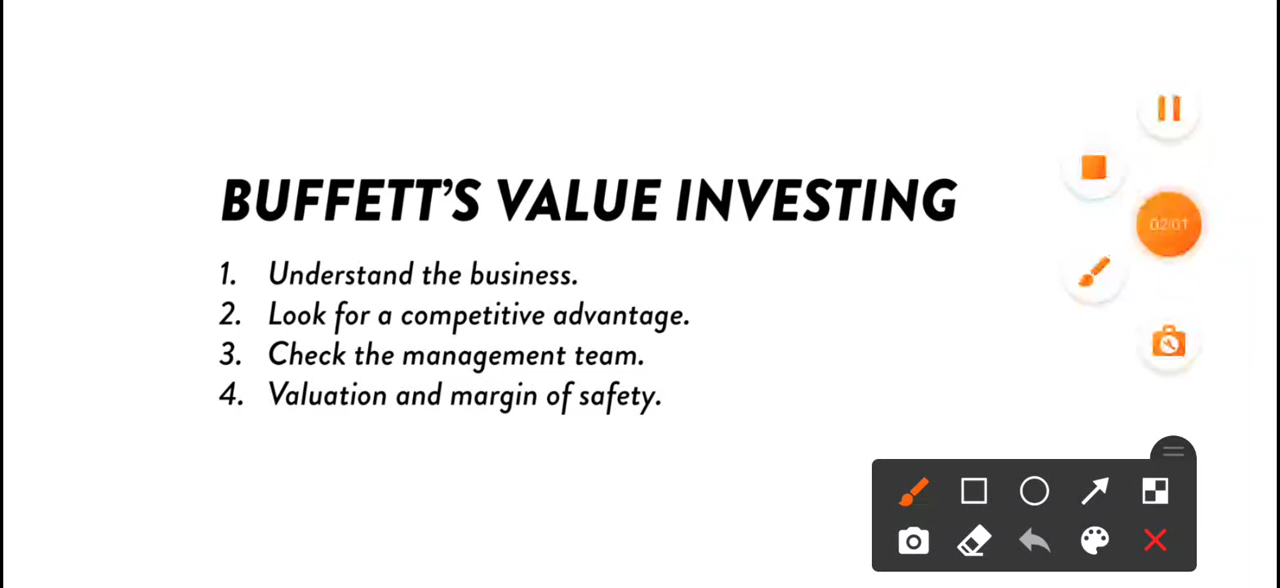 BUFFETT’S VALUE INVESTING
1. Understand the business.
2. Look for a competitive advantage.
3. Check the management team.
4. Valuation and margin of safety.
02:01